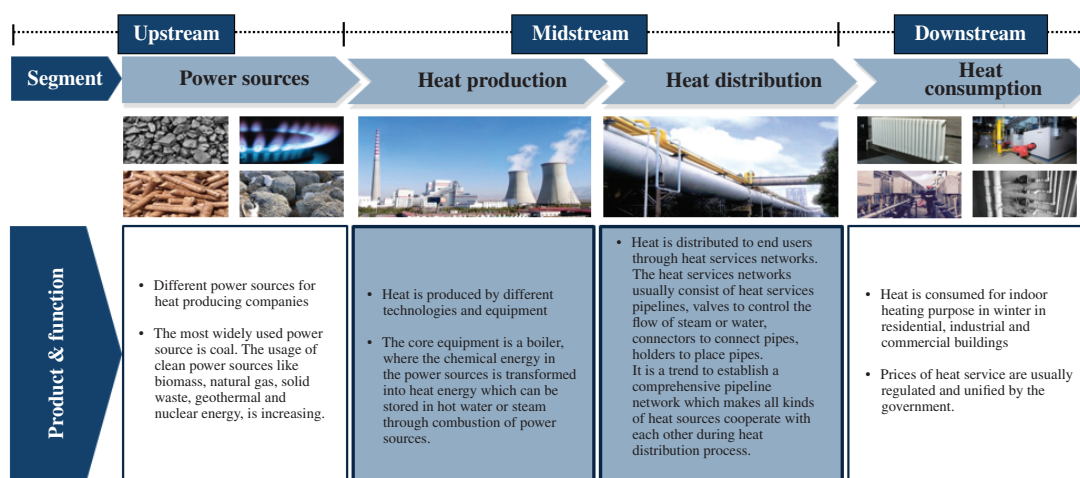 Upstream
Midstream
Downstream
Segment
Power sources
Heat production
Heat distribution
Heat
consumption
Product & function
• Different power sources for
heat producing companies
• The most widely used power
source is coal. The usage of
clean power sources like
biomass, natural gas, solid
waste, geothermal and
nuclear energy, is increasing.
• Heat is produced by different
technologies and equipment
• The core equipment is a boiler,
where the chemical energy in
the power sources is transformed
into heat energy which can be
stored in hot water or steam
through combustion of power
sources.
• Heat is distributed to end users
through heat services networks.
The heat services networks
usually consist of heat services
pipelines, valves to control the
flow of steam or water,
connectors to connect pipes,
holders to place pipes.
It is a trend to establish a
comprehensive pipeline
network which makes all kinds
of heat sources cooperate with
each other during heat
distribution process.
• Heat is consumed for indoor
heating purpose in winter in
residential, industrial and
commercial buildings
• Prices of heat service are usually
regulated and unified by the
government.